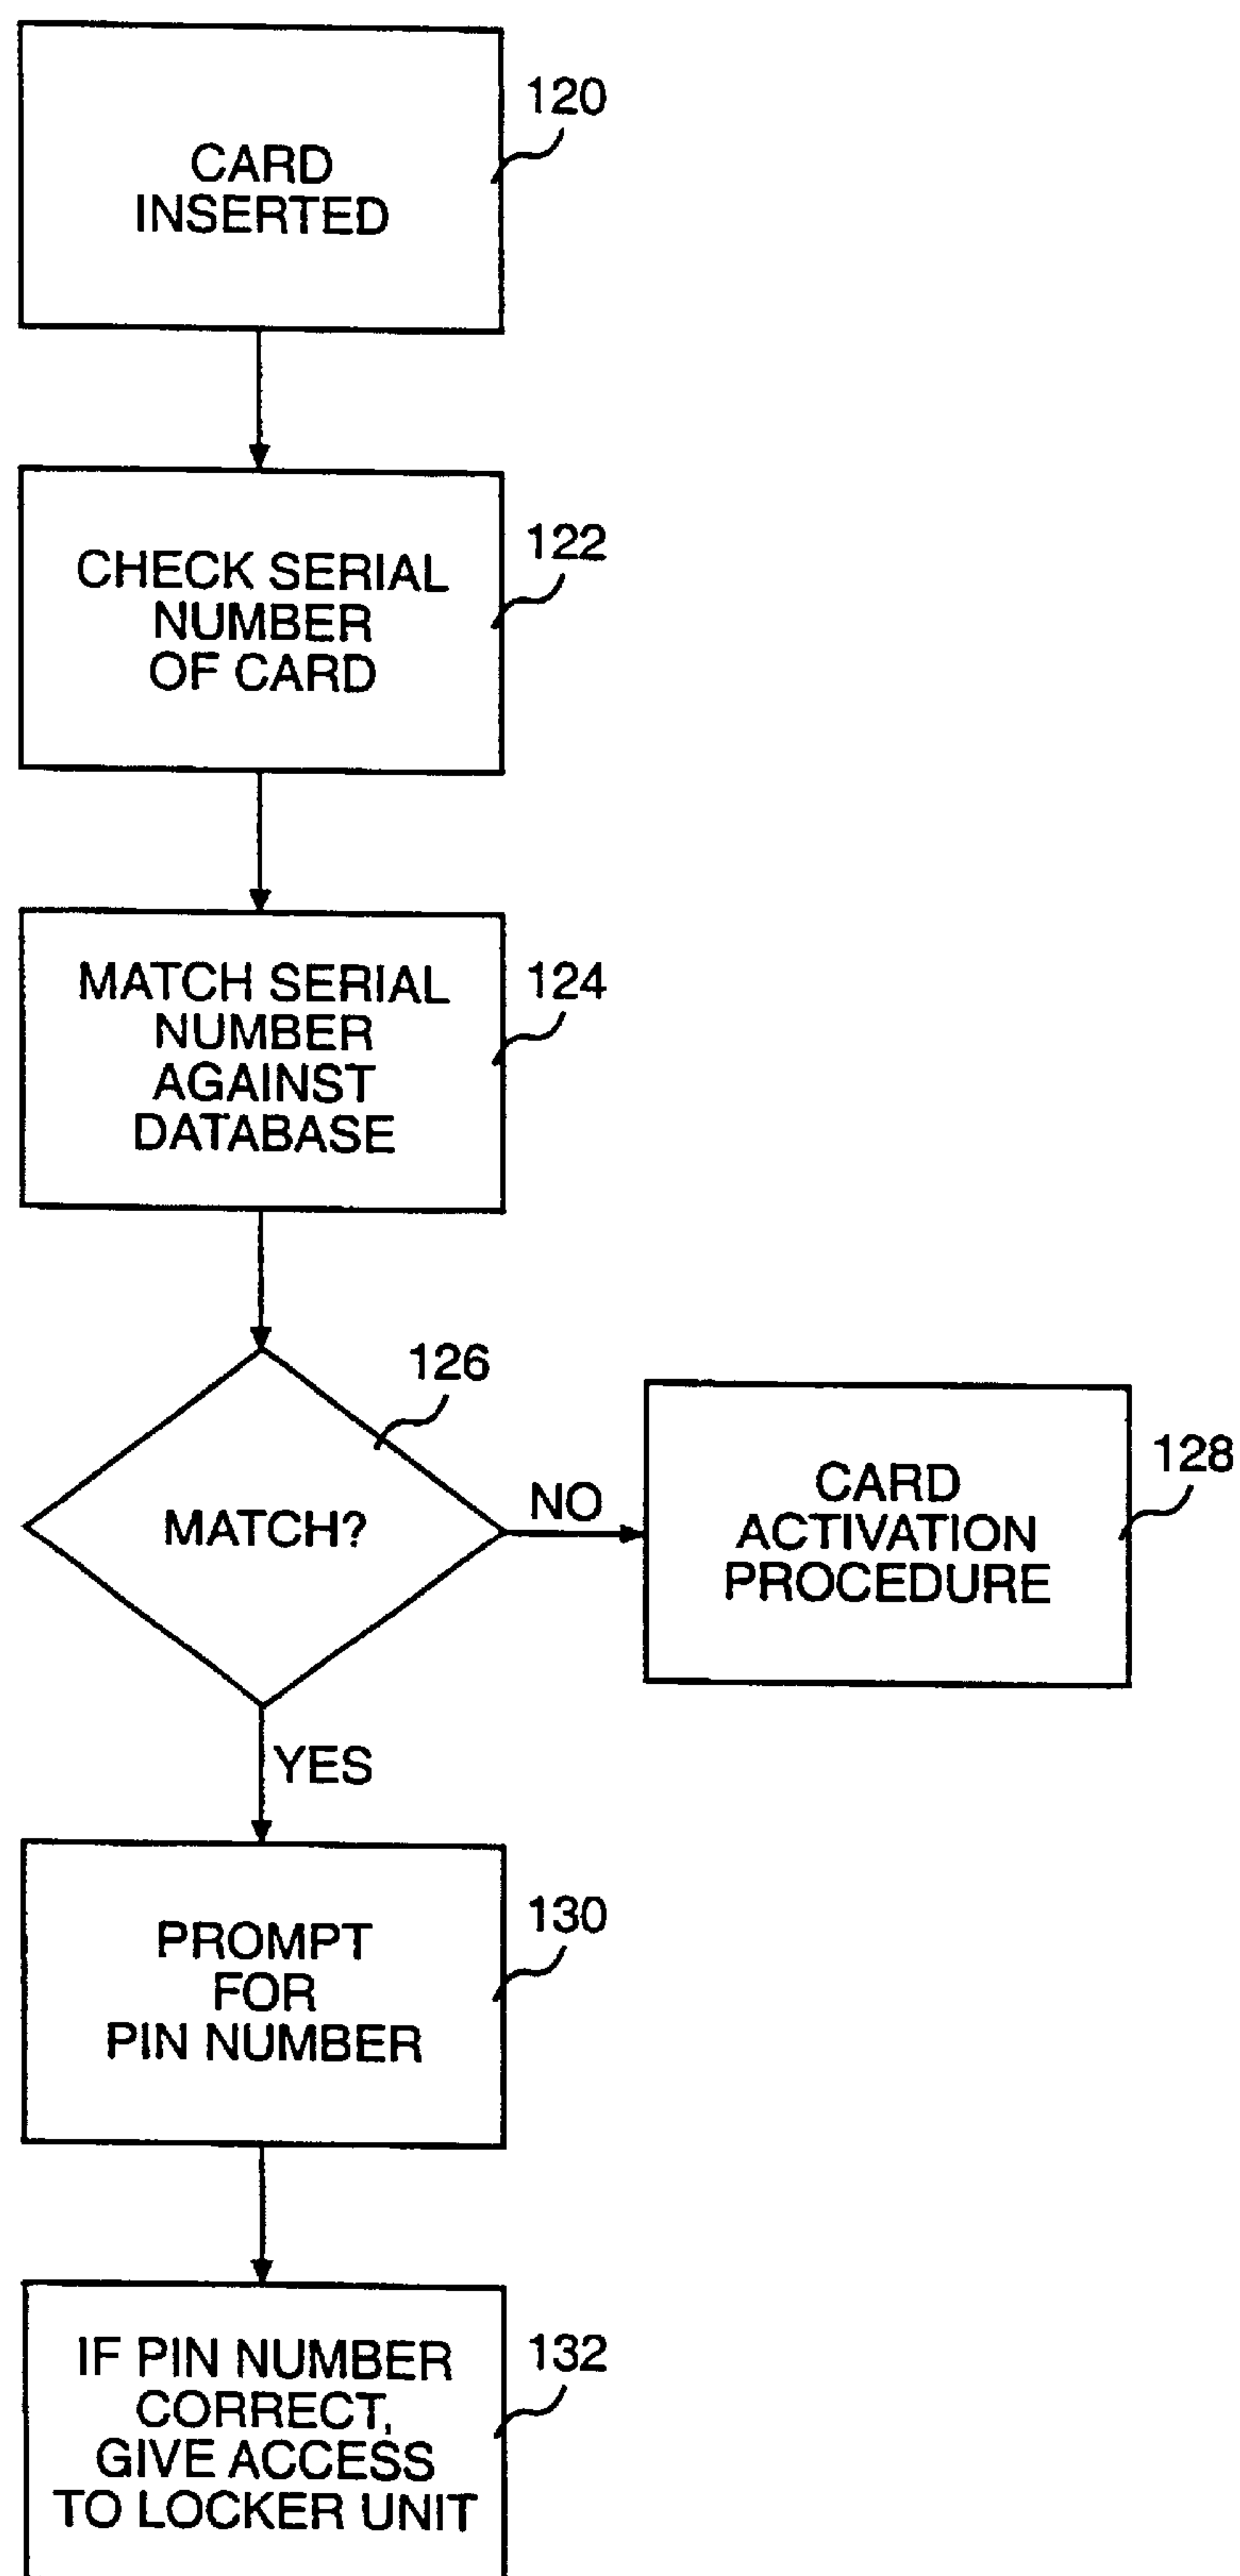 120
CARD
INSERTED
122
CHECK SERIAL
NUMBER
OF CARD
124
MATCH SERIAL
NUMBER
AGAINST
DATABASE
126
MATCH?
NO
128
CARD
ACTIVATION
PROCEDURE
YES
130
PROMPT
FOR
PIN NUMBER
132
IF PIN NUMBER
CORRECT,
GIVE ACCESS
TO LOCKER UNIT